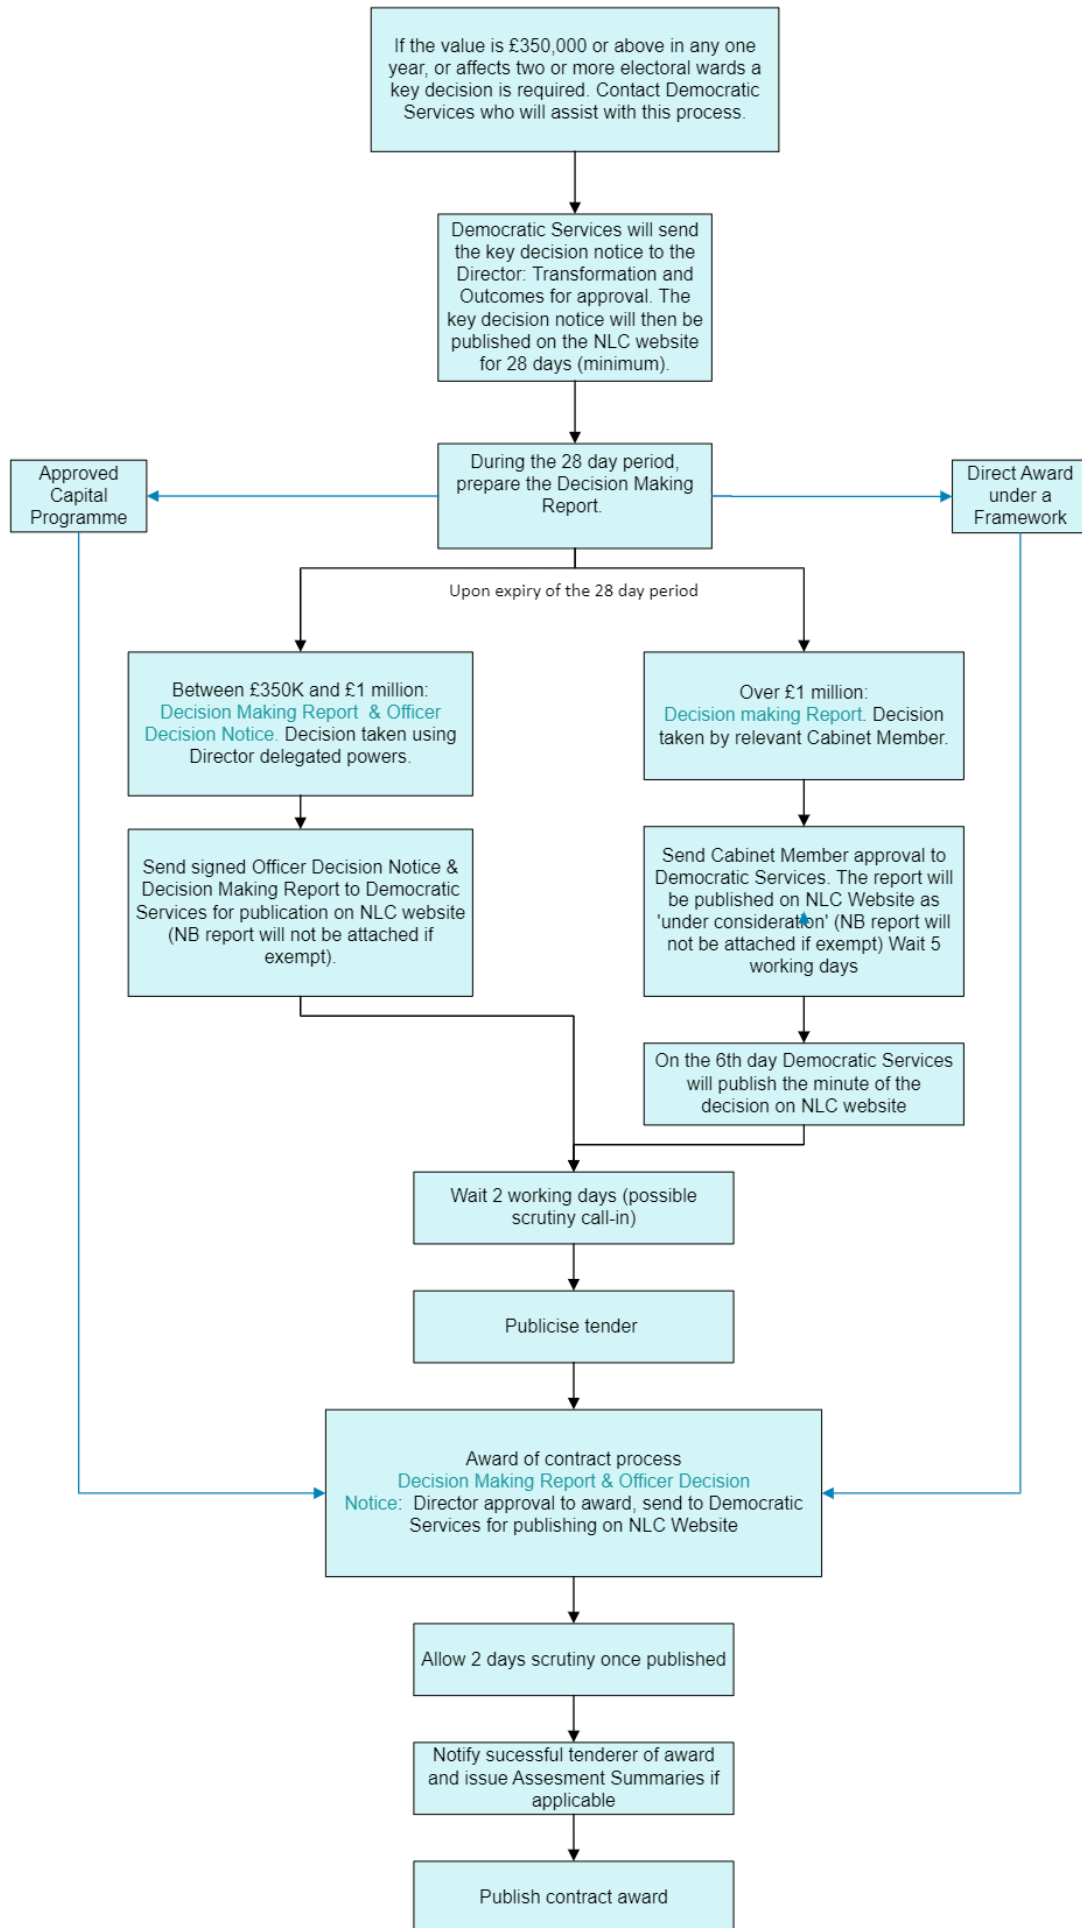 If the value is £350,000 or above in any one
year, or affects two or more electoral wards a
key decision is required. Contact Democratic
Services who will assist with this process.
Democratic Services will send
the key decision notice to the
Director: Transformation and
Outcomes for approval. The
key decision notice will then be
published on the NLC website
for 28 days (minimum).
Approved
Capital
Programme
During the 28 day period,
prepare the Decision Making
Report.
Direct Award
under a
Framework
Upon expiry of the 28 day period
Between £350K and £1 million:
Decision Making Report & Officer
Decision Notice. Decision taken using
Director delegated powers.
Over £1 million:
Decision making Report. Decision
taken by relevant Cabinet Member.
Send signed Officer Decision Notice &
Decision Making Report to Democratic
Services for publication on NLC website
(NB report will not be attached if
exempt).
Send Cabinet Member approval to
Democratic Services. The report will
be published on NLC Website as
'under consideration' (NB report will
not be attached if exempt) Wait 5
working days
On the 6th day Democratic Services
will publish the minute of the
decision on NLC website
Wait 2 working days (possible
scrutiny call-in)
Publicise tender
Award of contract process
Decision Making Report & Officer Decision
Notice: Director approval to award, send to Democratic
Services for publishing on NLC Website
Allow 2 days scrutiny once published
Notify sucessful tenderer of award
and issue Assesment Summaries if
applicable
Publish contract award